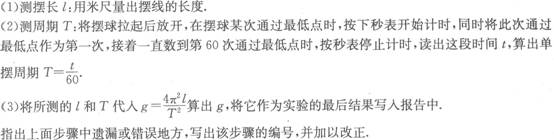 (1)测摆长 l:用米尺量出摆线的长度.
(2)测周期 T:将摆球拉起后放开,在摆球某次通过最低点时,按下秒表开始计时,同时将此次通过
最低点作为第一次,接着一直数到第 60 次通过最低点时,按秒表停止计时,读出这段时间 t,算出单
摆周期 T=t/60.
(3)将所测的 l 和 T 代入 g=4π²l/T² 算出 g,将它作为实验的最后结果写入报告中.
指出上面步骤中遗漏或错误地方,写出该步骤的编号,并加以改正.